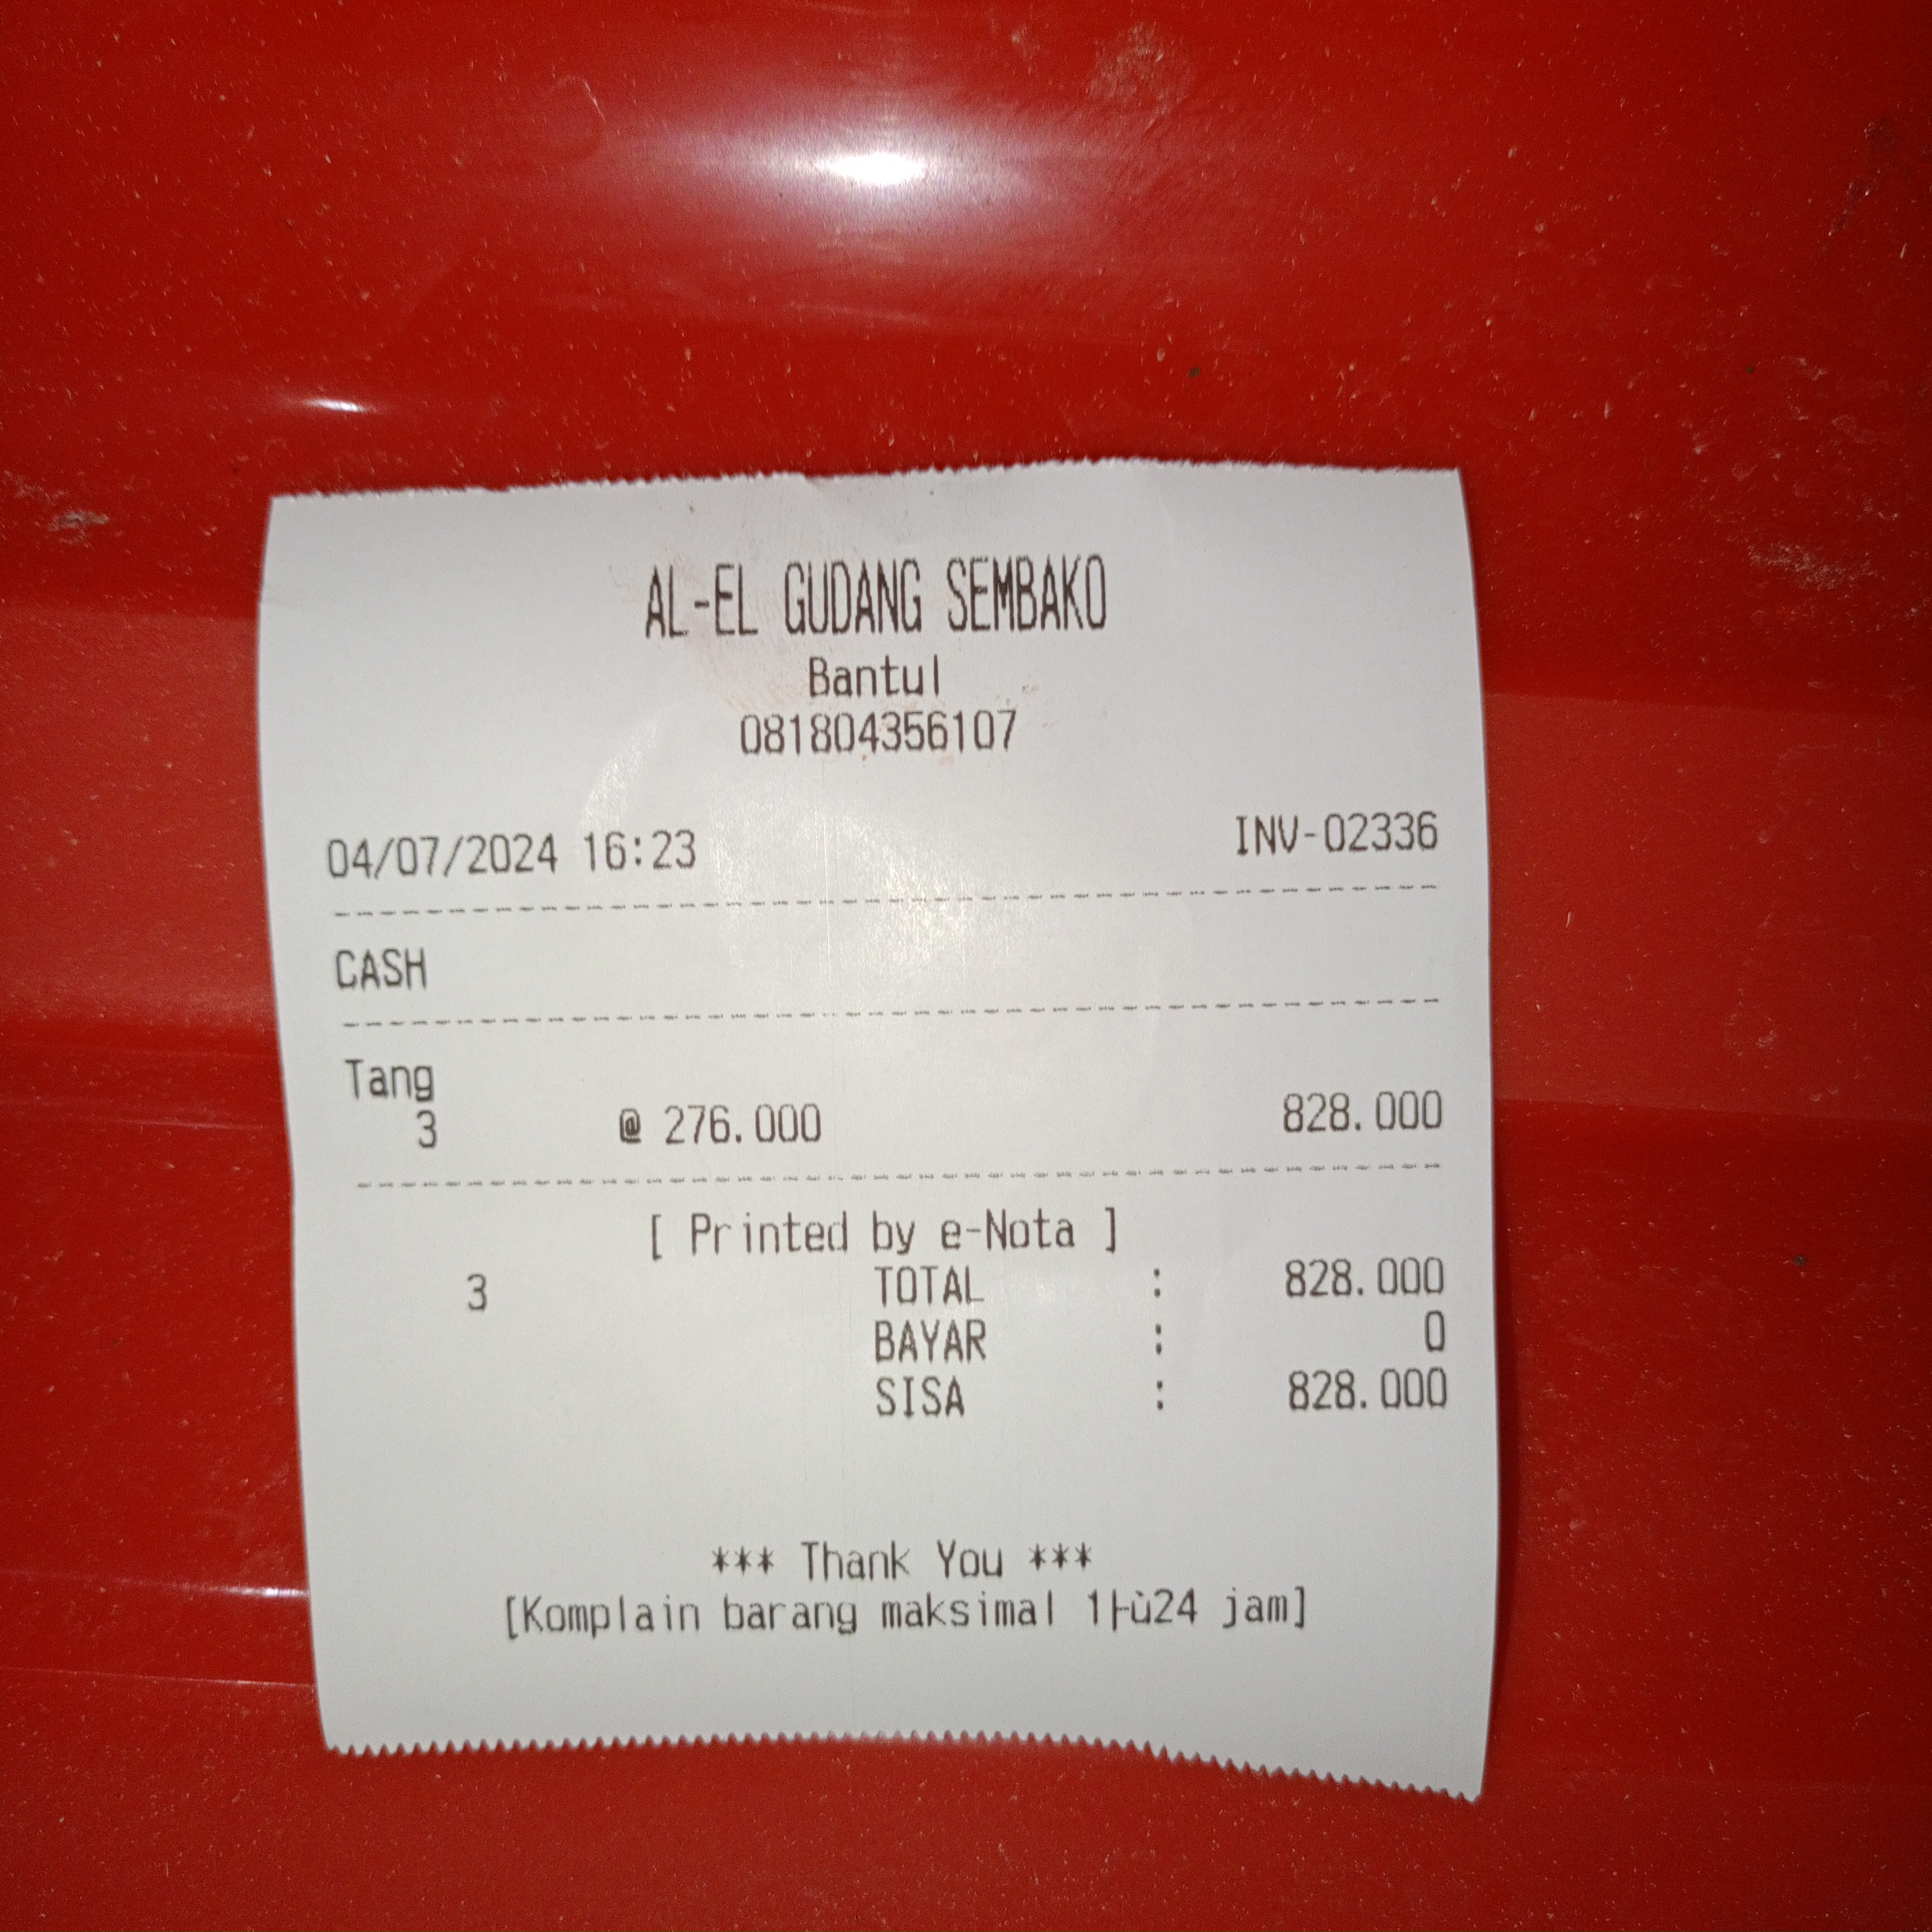 AL-EL GUDANG SEMBAKO
Bantul
081804356107
04/07/2024 16:23 INV-02336
CASH
Tang
3 @ 276.000 828.000
[ Printed by e-Nota ]
3 TOTAL : 828.000
BAYAR : 0
SISA : 828.000
*** Thank You ***
[Komplain barang maksimal 1├ù24 jam]